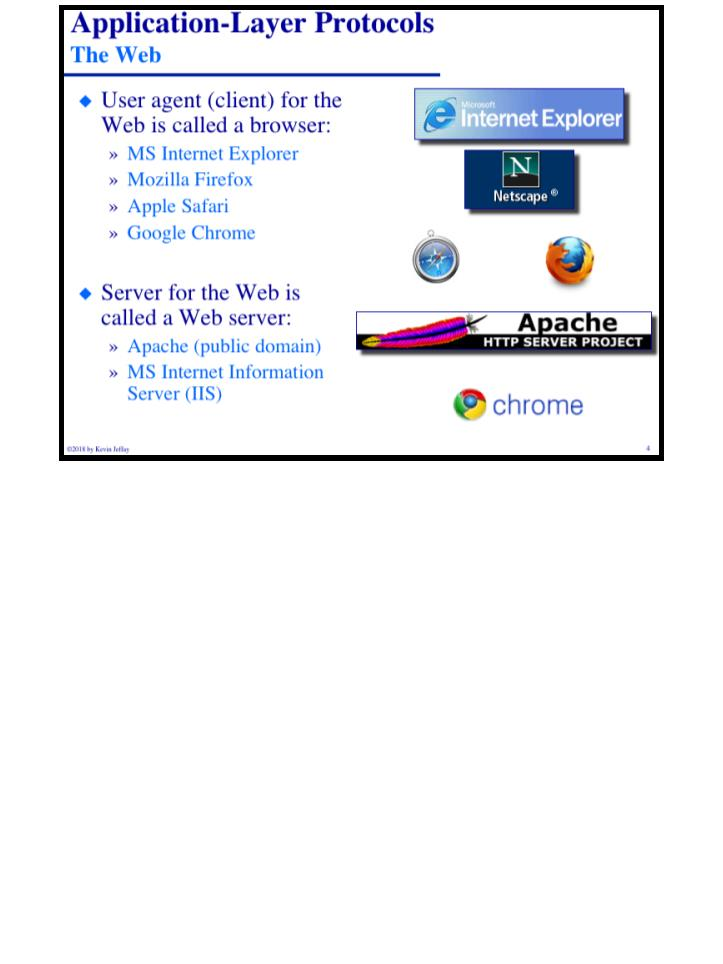 Application-Layer Protocols
The Web
◆ User agent (client) for the
Web is called a browser:
» MS Internet Explorer
» Mozilla Firefox
» Apple Safari
» Google Chrome
◆ Server for the Web is
called a Web server:
» Apache (public domain)
» MS Internet Information
Server (IIS)
Microsoft
Internet Explorer
N
Netscape ®
Apache
HTTP SERVER PROJECT
chrome
©2018 by Kevin Jeffay
4